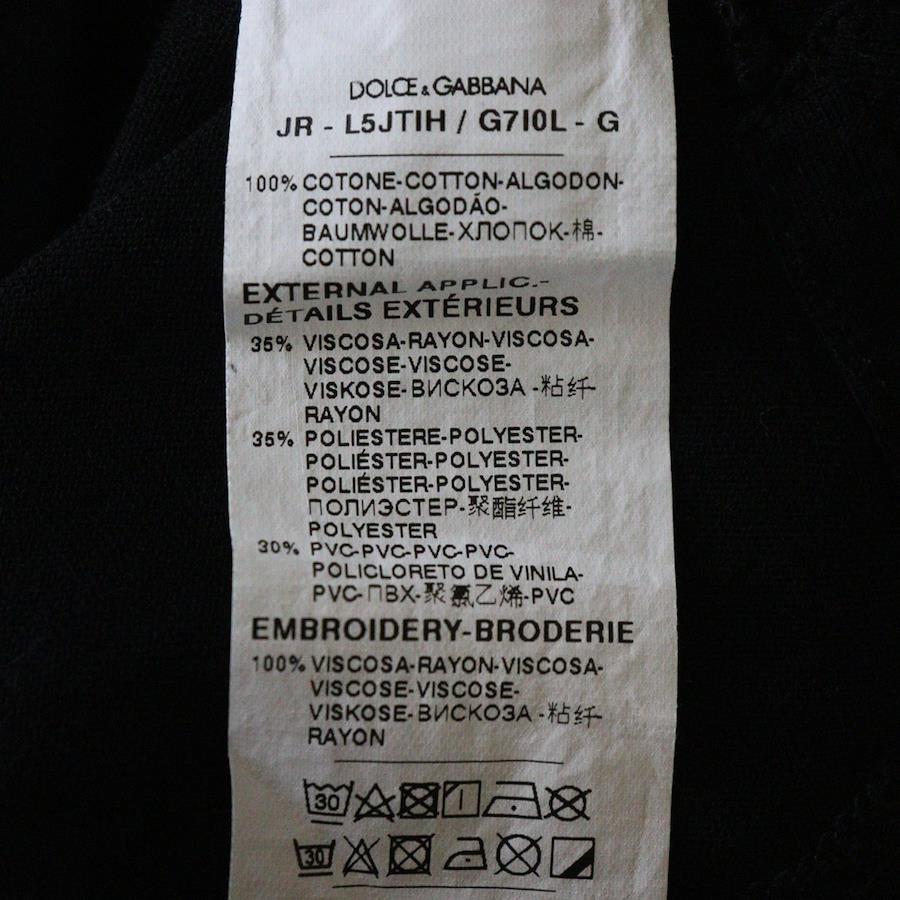 DOLCE & GABBANA
JR - L5JTIH / G7I0L - G
100% COTONE-COTTON-ALGODON-
COTON-ALGODÃO-
BAUMWOLLE-ХЛОПОК-棉-
COTTON
EXTERNAL APPLIC.-
DÉTAILS EXTÉRIEURS
35% VISCOSA-RAYON-VISCOSA-
VISCOSE-VISCOSE-
VISKOSE-ВИСКОЗА -粘纤-
RAYON
35% POLIESTERE-POLYESTER-
POLIÉSTER-POLYESTER-
POLIÉSTER-POLYESTER-
ПОЛИЭСТЕР-聚酯纤维-
POLYESTER
30% PVC-PVC-PVC-PVC-
POLICLORETO DE VINILA-
PVC-ПВХ-聚氯乙烯-PVC
EMBROIDERY-BRODERIE
100% VISCOSA-RAYON-VISCOSA-
VISCOSE-VISCOSE-
VISKOSE-ВИСКОЗА -粘纤-
RAYON
30
30